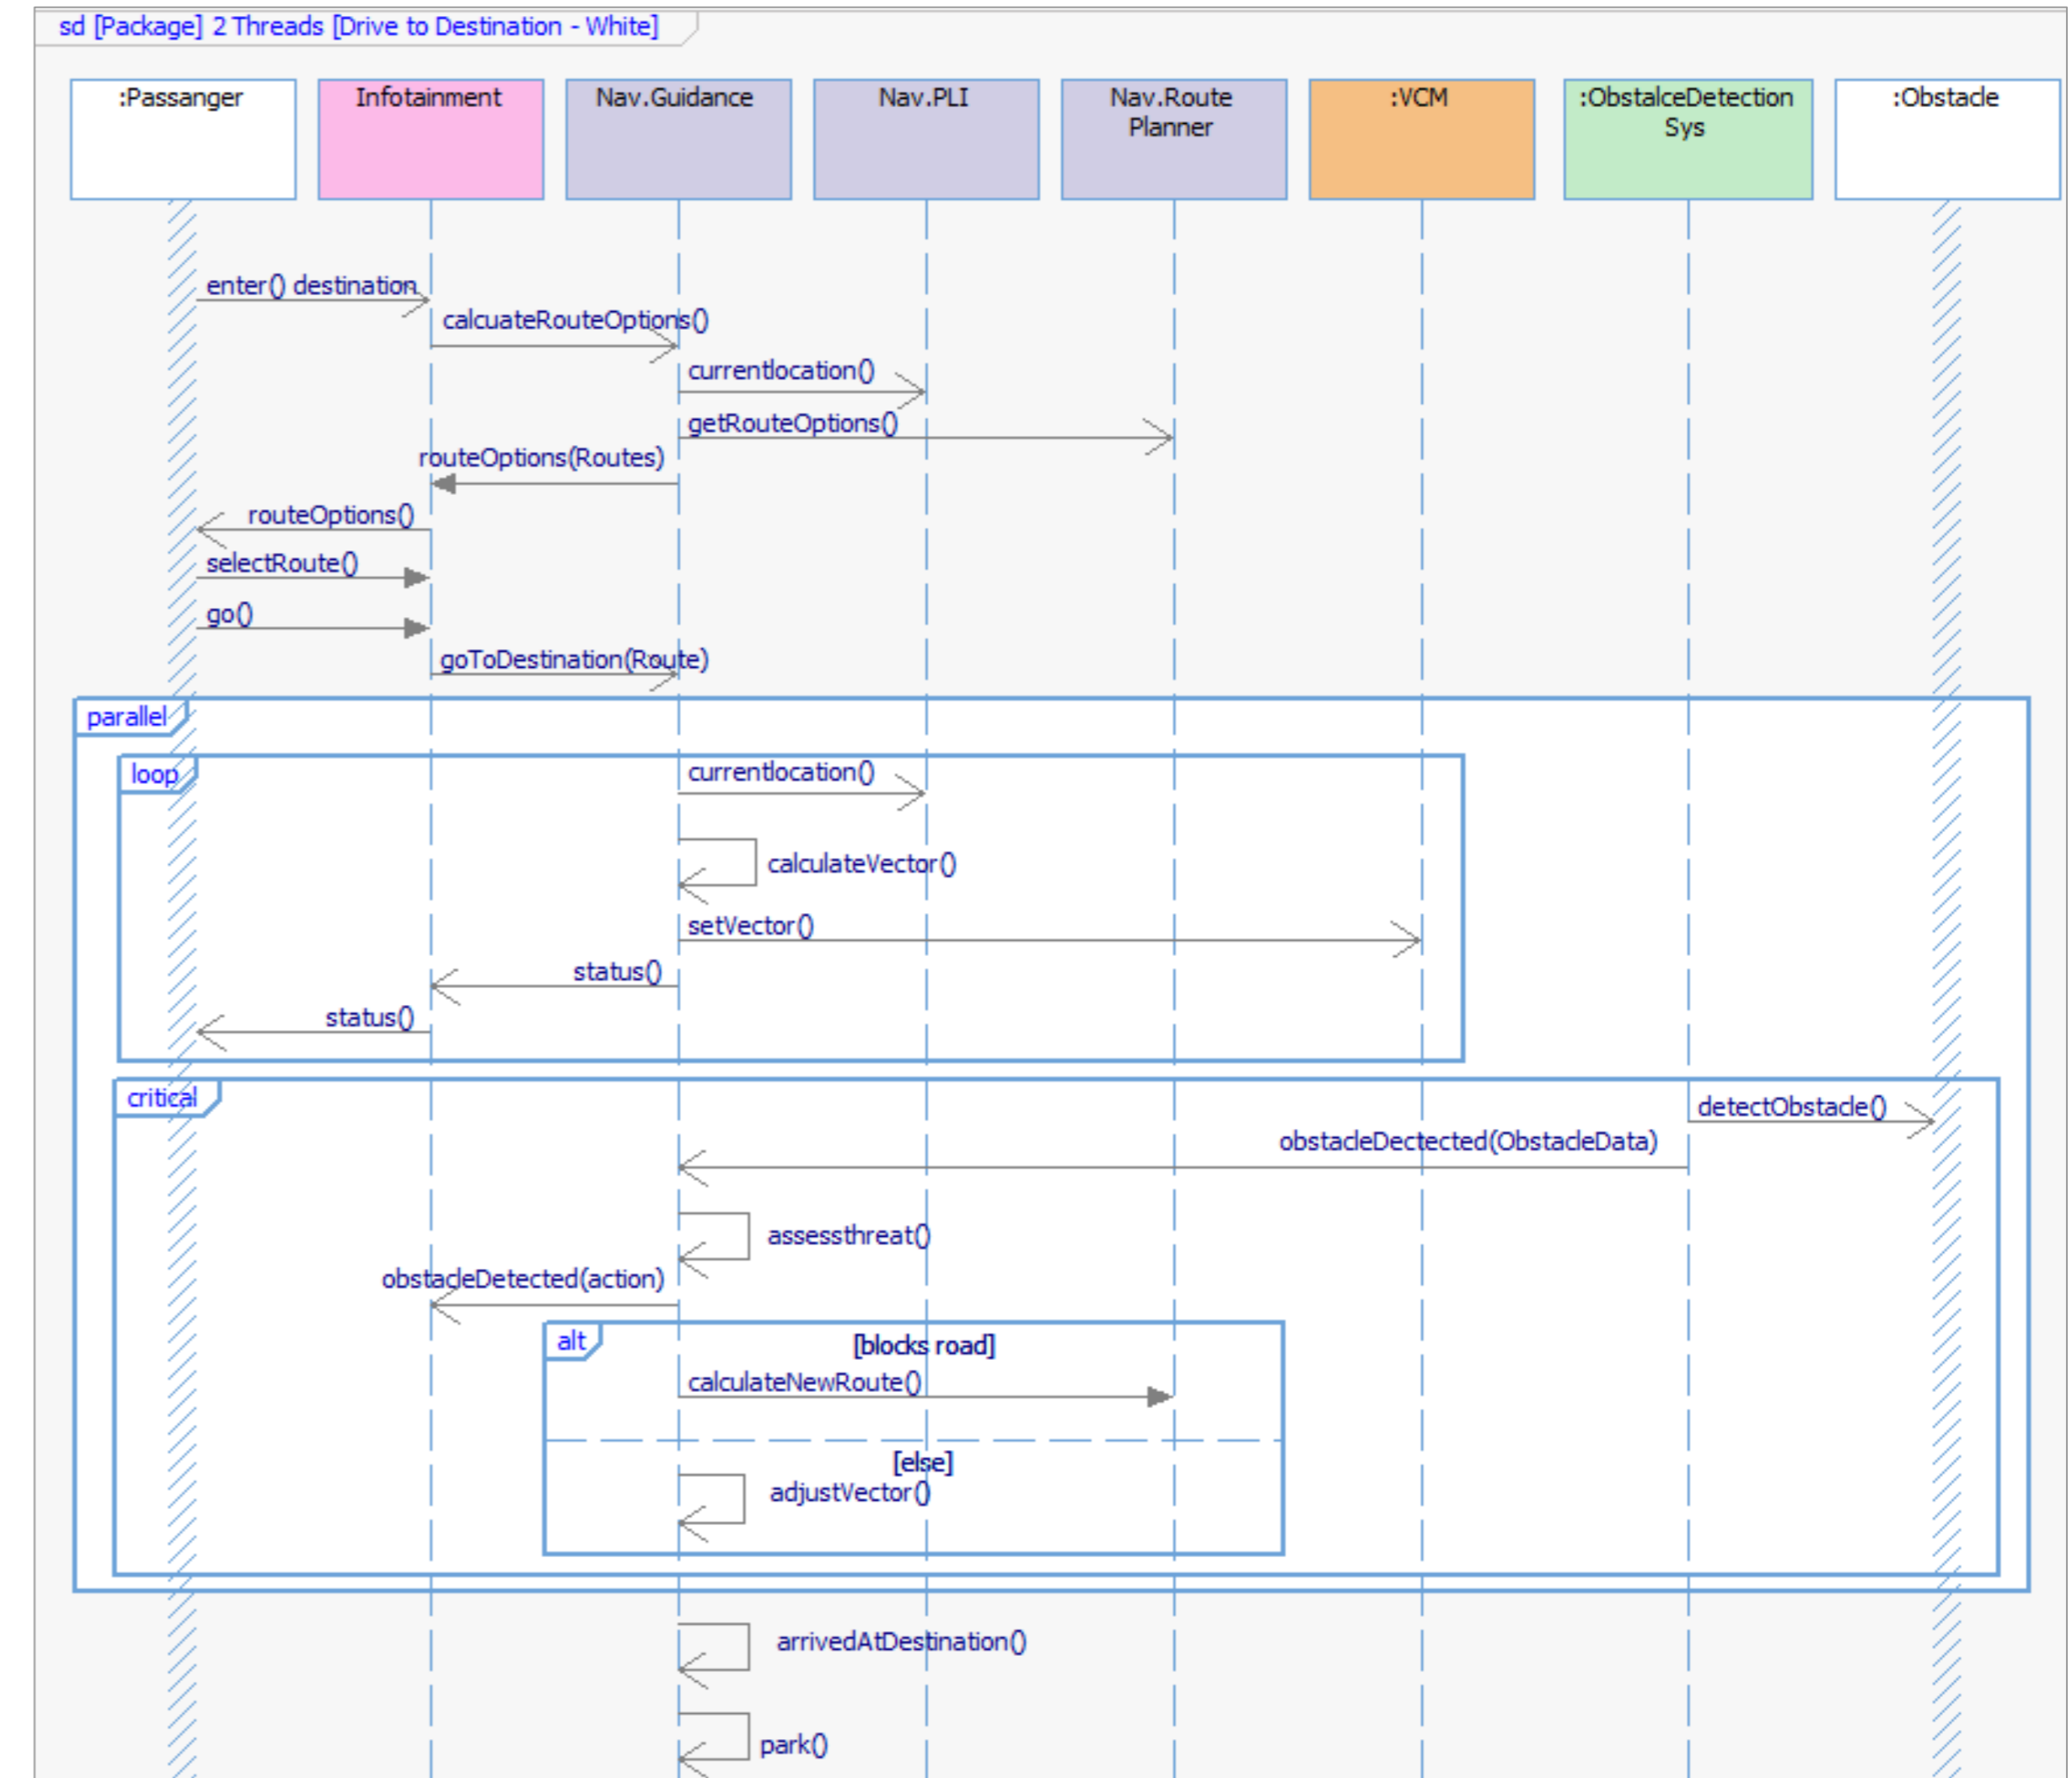 sd [Package] 2 Threads [Drive to Destination - White]
:Passanger
Infotainment
Nav.Guidance
Nav.PLI
Nav.Route
Planner
:VCM
:ObstalceDetection
Sys
:Obstacle
enter() destination
calcuateRouteOptions()
currentlocation()
getRouteOptions()
routeOptions(Routes)
routeOptions()
selectRoute()
go()
goToDestination(Route)
parallel
loop
currentlocation()
calculateVector()
setVector()
status()
status()
critical
detectObstacle()
obstacleDectected(ObstacleData)
assessthreat()
obstacleDetected(action)
alt
[blocks road]
calculateNewRoute()
[else]
adjustVector()
arrivedAtDestination()
park()